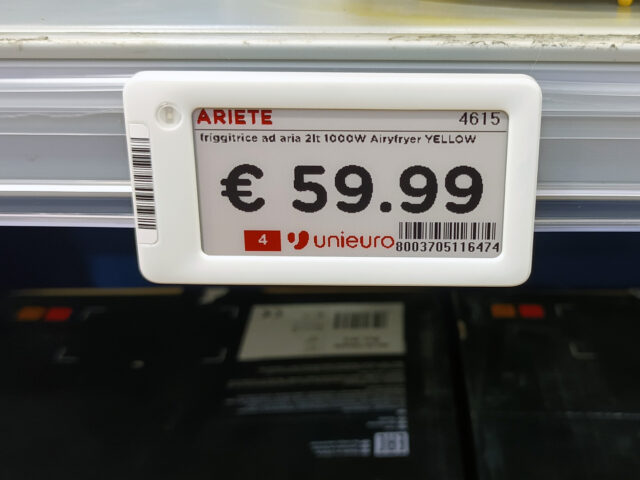 ARIETE 4615
friggitrice ad aria 2lt 1000W Airyfryer YELLOW
€ 59.99
4 unieuro 8003705116474